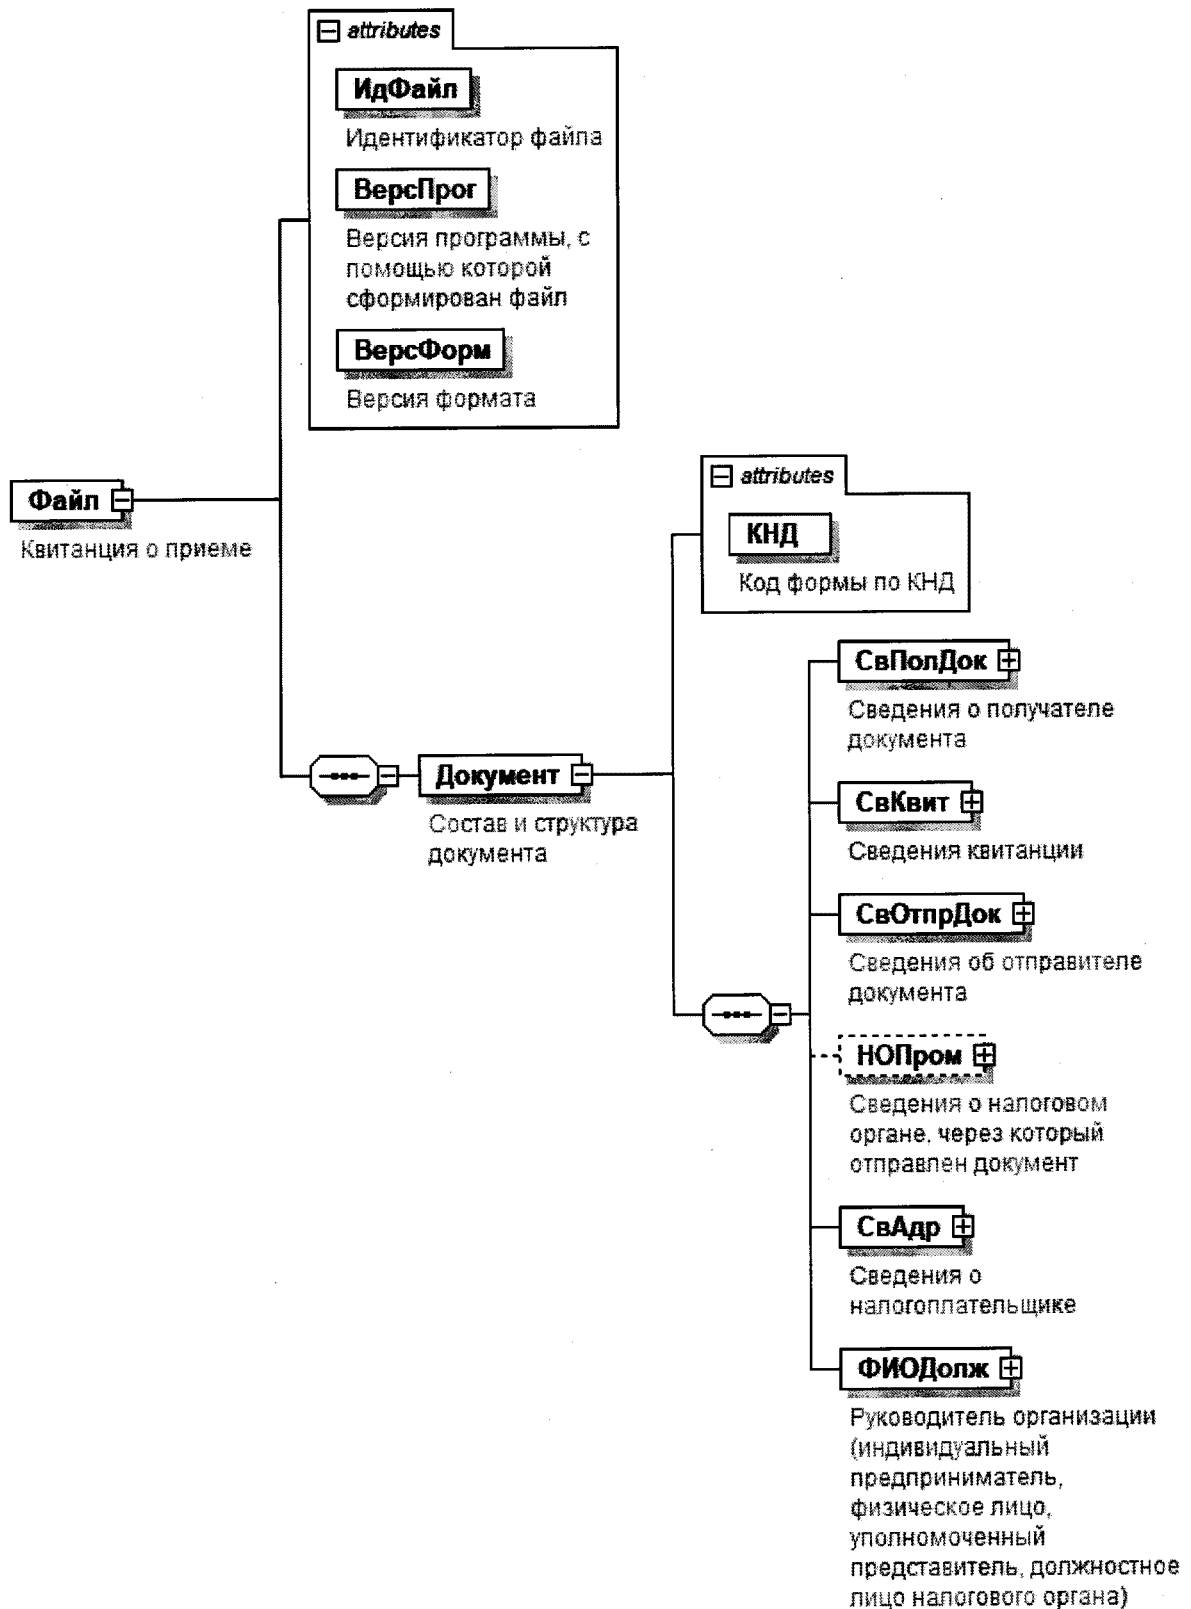 attributes
ИдФайл
Идентификатор файла
ВерсПрог
Версия программы, с
помощью которой
сформирован файл
ВерсФорм
Версия формата
Файл
Квитанция о приеме
Документ
Состав и структура
документа
attributes
КНД
Код формы по КНД
СвПолДок
Сведения о получателе
документа
СвКвит
Сведения квитанции
СвОтпрДок
Сведения об отправителе
документа
НОПром
Сведения о налоговом
органе, через который
отправлен документ
СвАдр
Сведения о
налогоплательщике
ФИОДолж
Руководитель организации
(индивидуальный
предприниматель,
физическое лицо,
уполномоченный
представитель, должностное
лицо налогового органа)